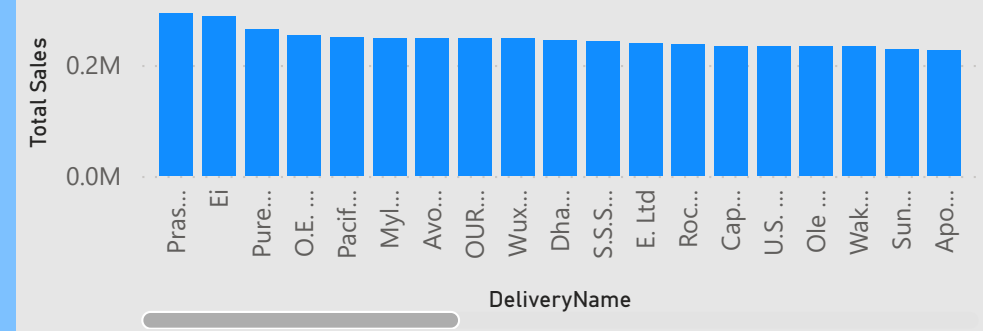 Total Sales
0.2M
0.0M
Pras...
Ei
Pure...
O.E. ...
Pacif...
Myl...
Avo...
OUR...
Wux...
Dha...
S.S.S...
E. Ltd
Roc...
Cap...
U.S. ...
Ole ...
Wak...
Sun...
Apo...
DeliveryName